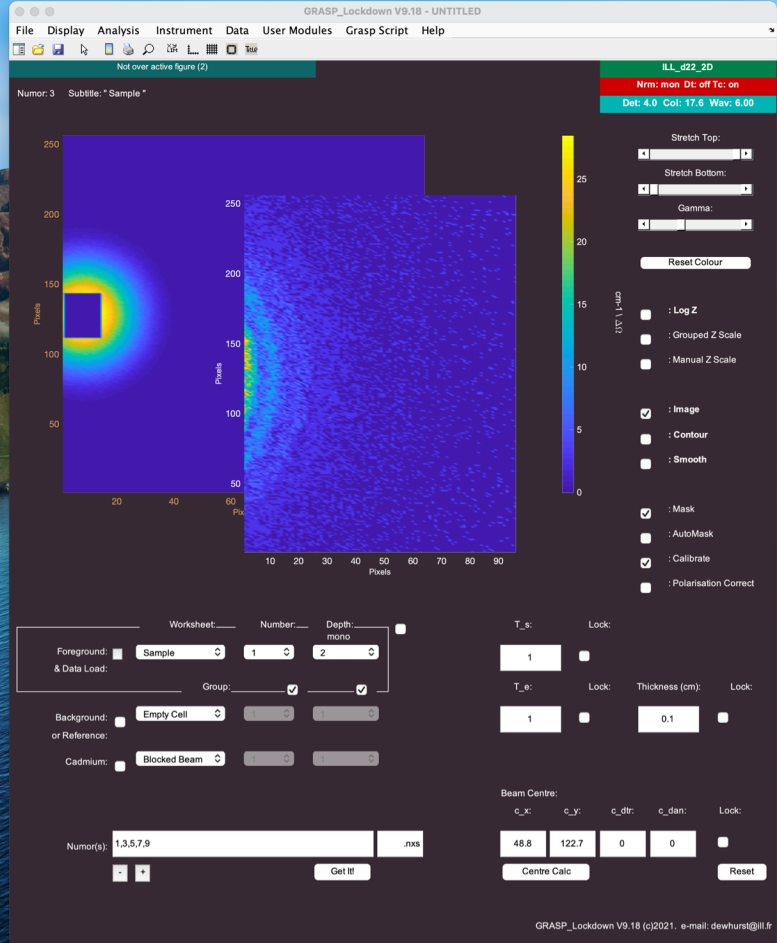 GRASP_Lockdown V9.18 - UNTITLED
File Display Analysis Instrument Data User Modules Grasp Script Help
Not over active figure (2)
ILL_d22_2D
Nrm: mon Dt: off Tc: on
Det: 4.0 Col: 17.6 Wav: 6.00
Numor: 3 Subtitle: " Sample "
250
200
150
100
50
Pixels
20 40 60
Pix
250
200
150
100
50
Pixels
10 20 30 40 50 60 70 80 90
Pixels
25
20
15
10
5
0
cm-1 \ ΔΩ
Stretch Top:
Stretch Bottom:
Gamma:
Reset Colour
: Log Z
: Grouped Z Scale
: Manual Z Scale
: Image
: Contour
: Smooth
: Mask
: AutoMask
: Calibrate
: Polarisation Correct
Worksheet: Number: Depth:
mono
Foreground: Sample 1 2
& Data Load:
Group:
Background: Empty Cell 1 1
or Reference:
Cadmium: Blocked Beam 1 1
T_s: Lock:
1
T_e: Lock: Thickness (cm): Lock:
1 0.1
Beam Centre:
c_x: c_y: c_dtr: c_dan: Lock:
48.8 122.7 0 0
Centre Calc Reset
Numor(s): 1,3,5,7,9 .nxs
- + Get It!
GRASP_Lockdown V9.18 (c)2021. e-mail: dewhurst@ill.fr